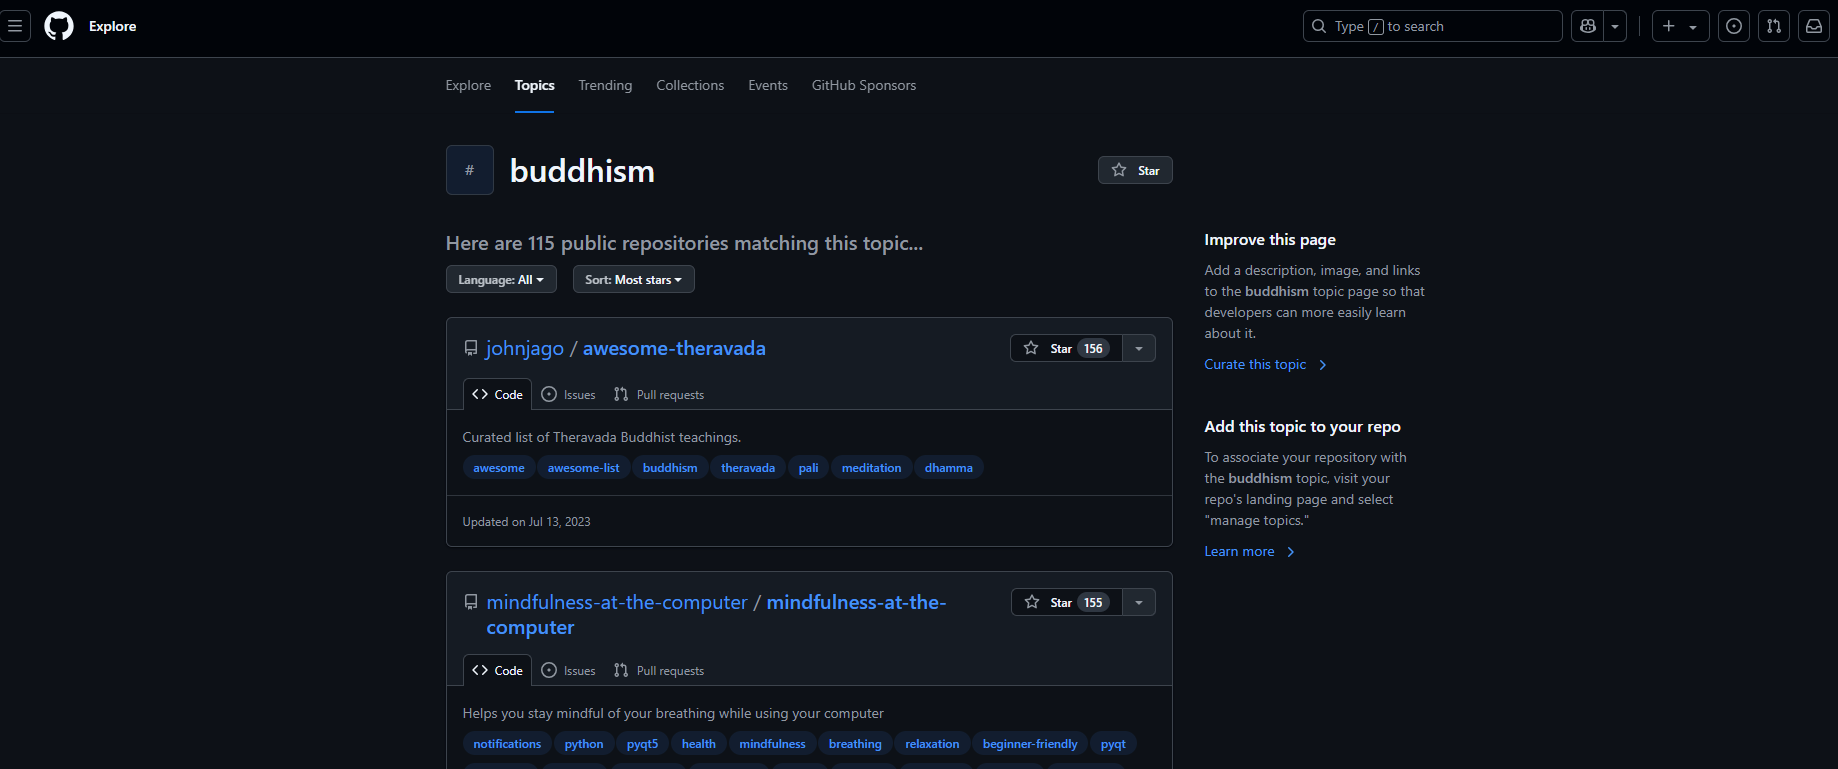 Explore
Type / to search
Explore Topics Trending Collections Events GitHub Sponsors
# buddhism
Star
Here are 115 public repositories matching this topic...
Language: All
Sort: Most stars
johnjago / awesome-theravada
Star 156
Code Issues Pull requests
Curated list of Theravada Buddhist teachings.
awesome awesome-list buddhism theravada pali meditation dhamma
Updated on Jul 13, 2023
mindfulness-at-the-computer / mindfulness-at-the-
computer
Star 155
Code Issues Pull requests
Helps you stay mindful of your breathing while using your computer
notifications python pyqt5 health mindfulness breathing relaxation beginner-friendly pyqt
Improve this page
Add a description, image, and links
to the buddhism topic page so that
developers can more easily learn
about it.
Curate this topic
Add this topic to your repo
To associate your repository with
the buddhism topic, visit your
repo's landing page and select
"manage topics."
Learn more